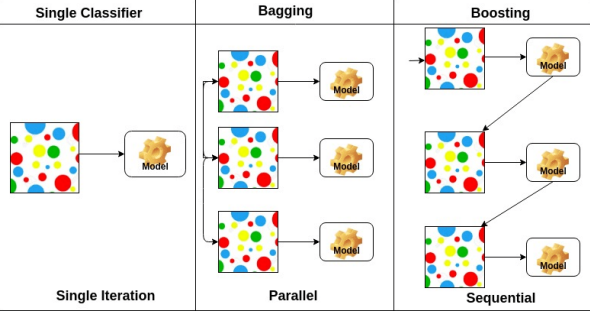 Single Classifier
Bagging
Boosting
Model
Model
Model
Model
Model
Model
Model
Single Iteration
Parallel
Sequential